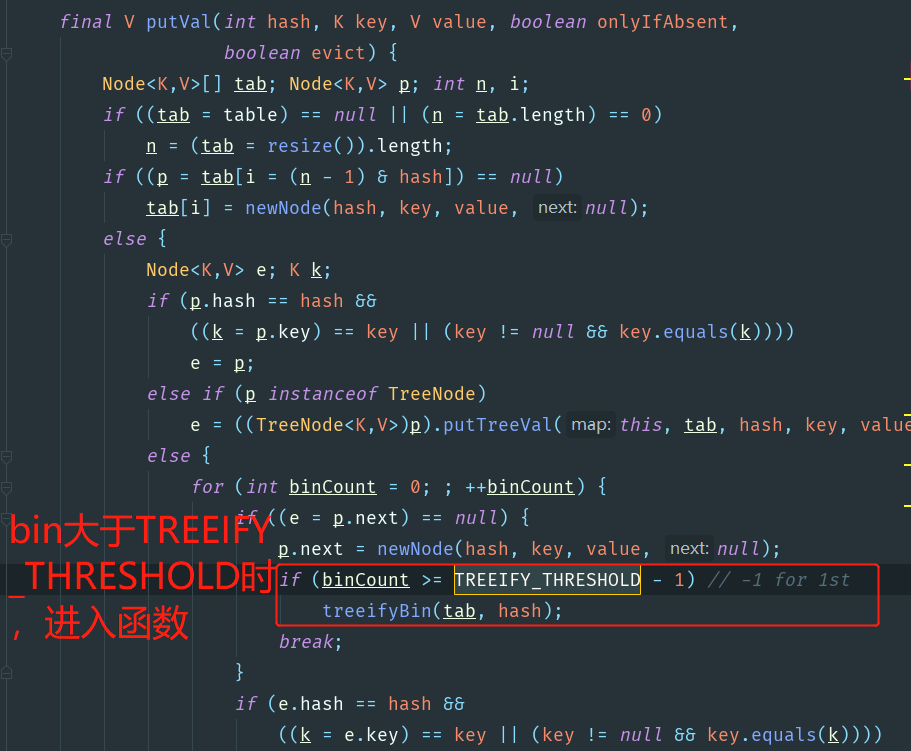 final V putVal(int hash, K key, V value, boolean onlyIfAbsent,
boolean evict) {
Node<K,V>[] tab; Node<K,V> p; int n, i;
if ((tab = table) == null || (n = tab.length) == 0)
n = (tab = resize()).length;
if ((p = tab[i = (n - 1) & hash]) == null)
tab[i] = newNode(hash, key, value, next: null);
else {
Node<K,V> e; K k;
if (p.hash == hash &&
((k = p.key) == key || (key != null && key.equals(k))))
e = p;
else if (p instanceof TreeNode)
e = ((TreeNode<K,V>)p).putTreeVal( map: this, tab, hash, key, value
else {
for (int binCount = 0; ; ++binCount) {
if ((e = p.next) == null) {
p.next = newNode(hash, key, value, next: null);
if (binCount >= TREEIFY_THRESHOLD - 1) // -1 for 1st
treeifyBin(tab, hash);
break;
}
if (e.hash == hash &&
((k = e.key) == key || (key != null && key.equals(k))))
bin大于TREEIFY
_THRESHOLD时
，进入函数